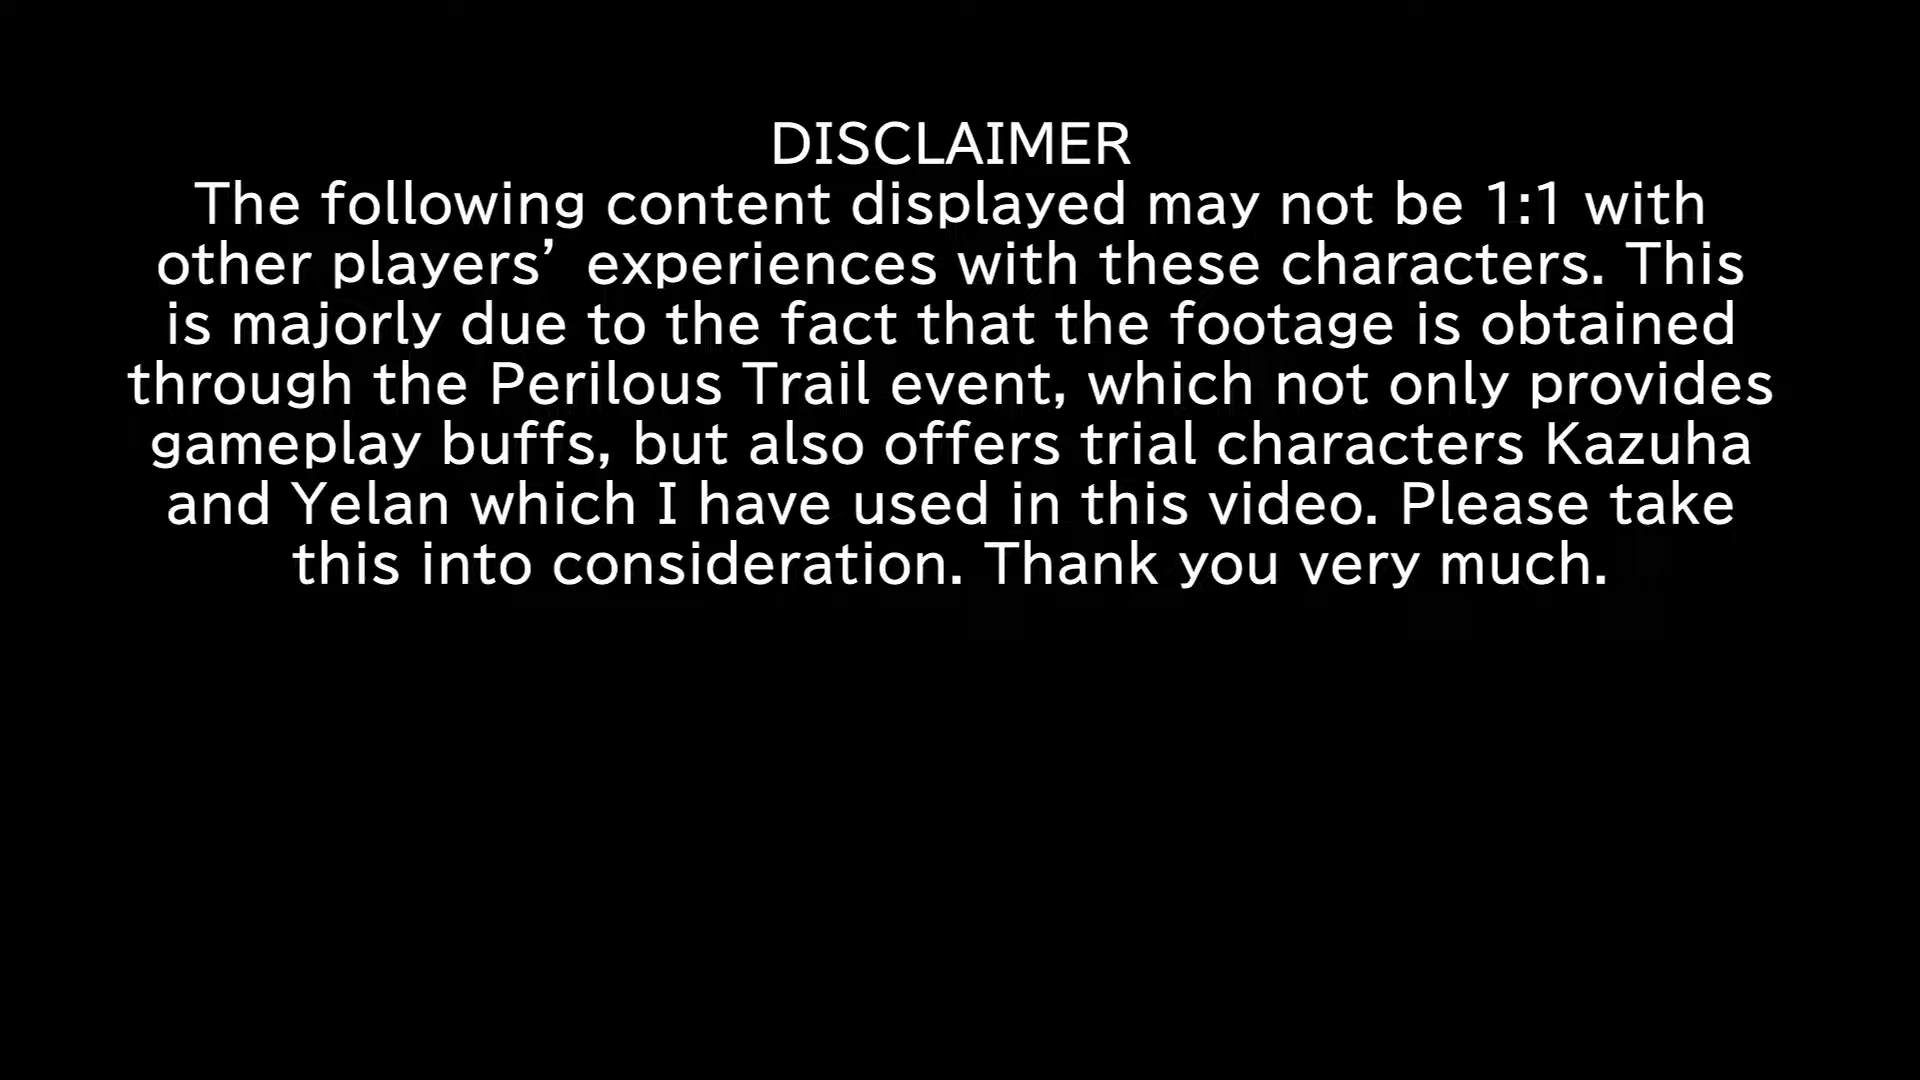 DISCLAIMER
The following content displayed may not be 1:1 with
other players’ experiences with these characters. This
is majorly due to the fact that the footage is obtained
through the Perilous Trail event, which not only provides
gameplay buffs, but also offers trial characters Kazuha
and Yelan which I have used in this video. Please take
this into consideration. Thank you very much.